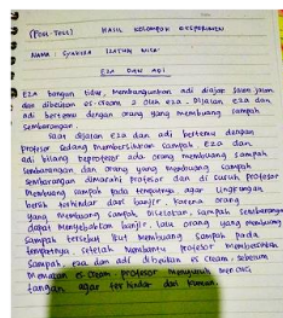 (POST-TEST) HASIL KELOMPOK EKSPERIMEN
NAMA : SYAKIRA ILATUN NISA'
EZA DAN ADI
EZA bangun tidur, membangunkan adi diajak jalan jalan
dan dibelikan es cream 2 oleh eza. Dijalan eza dan
adi bertemu dengan orang yang membuang sampah
sembarangan.
Saat dijalan EZA dan adi bertemu dengan
profesor sedang membersihkan sampah, EZA dan
adi bilang keprofesor ada orang membuang sampah
sembarangan dan orang yang membuang sampah
sembarangan dimarahi profesor dan di suruh profesor
membuang sampah pada tempatnya agar lingkungan
bersih terhindar dari banjir, karena orang
yang membuang sampah Diselokan, sampah sembarangan
dapat menyebabkan banjir, lalu orang yang membuang
sampah tersebut ikut membuang sampah pada
tempatnya, setelah membantu profesor membersihkan
sampah, eza dan adi dibelikan es cream, sebelum
memakan es cream profesor menyuruh mencuci
tangan agar terhindar dari kuman.